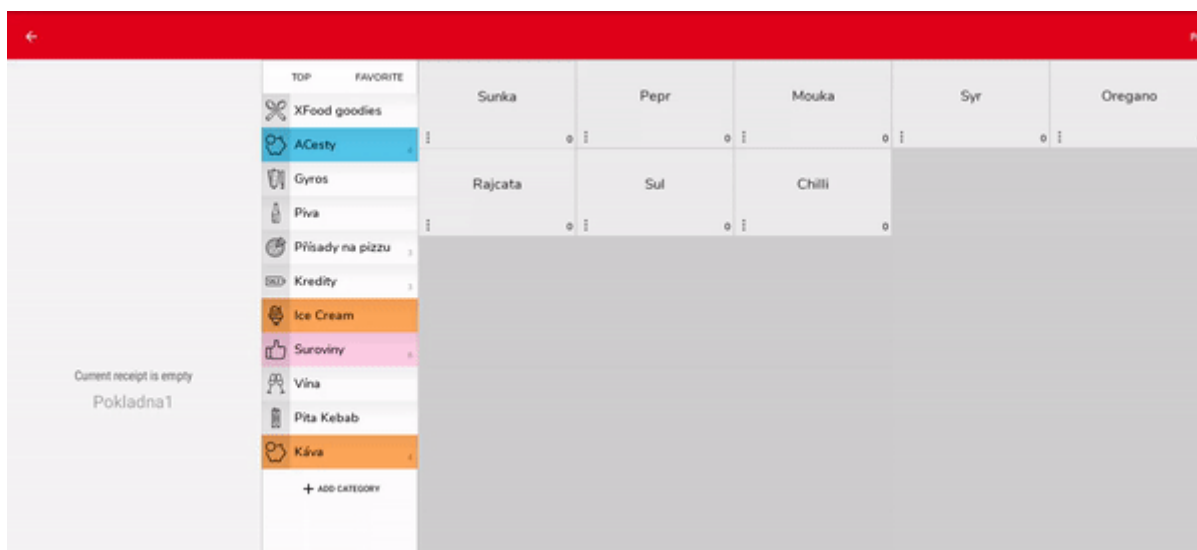 TOP FAVORITE
XFood goodies
ACesty
Gyros
Piva
Přísady na pizzu
Kredity
Ice Cream
Suroviny
Vína
Pita Kebab
Káva
+ ADD CATEGORY
Current receipt is empty
Pokladna1
Sunka Pepr Mouka Syr Oregano
0 0 0 0
Rajcata Sul Chilli
0 0 0